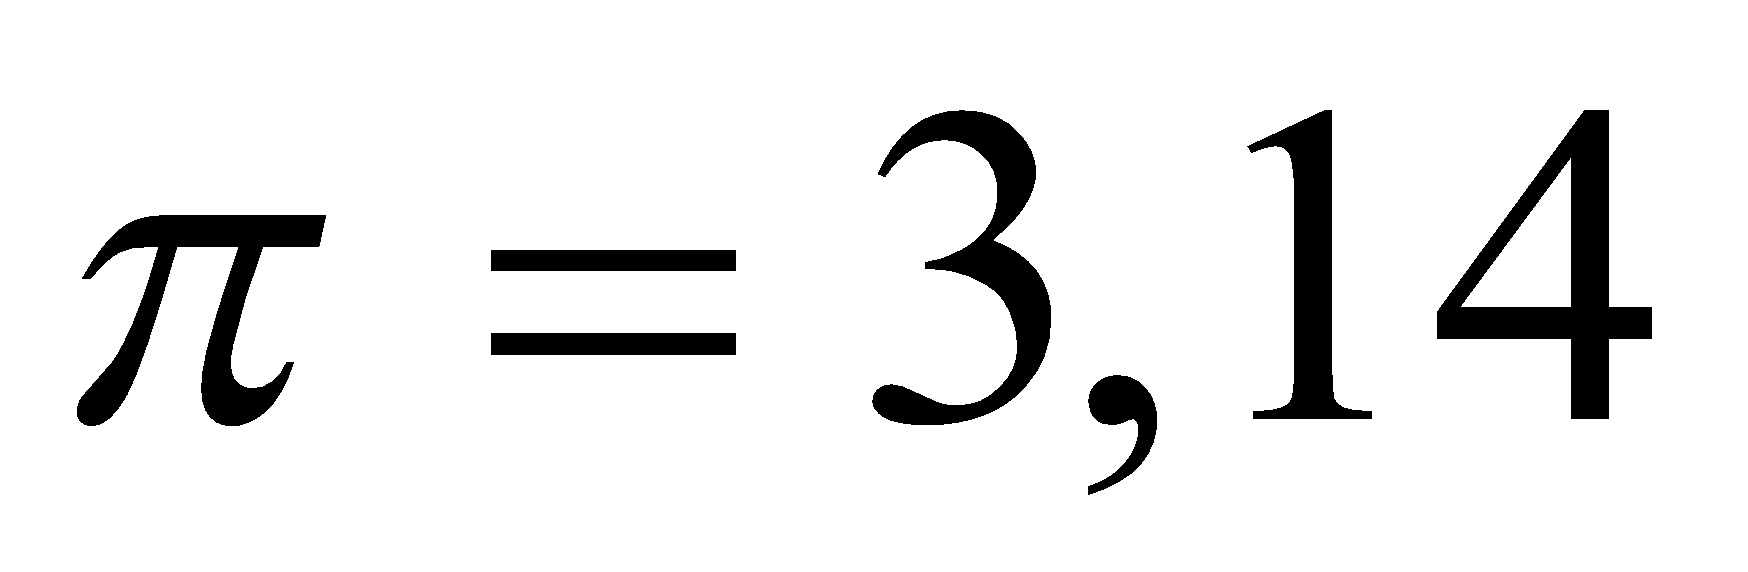 π = 3,14